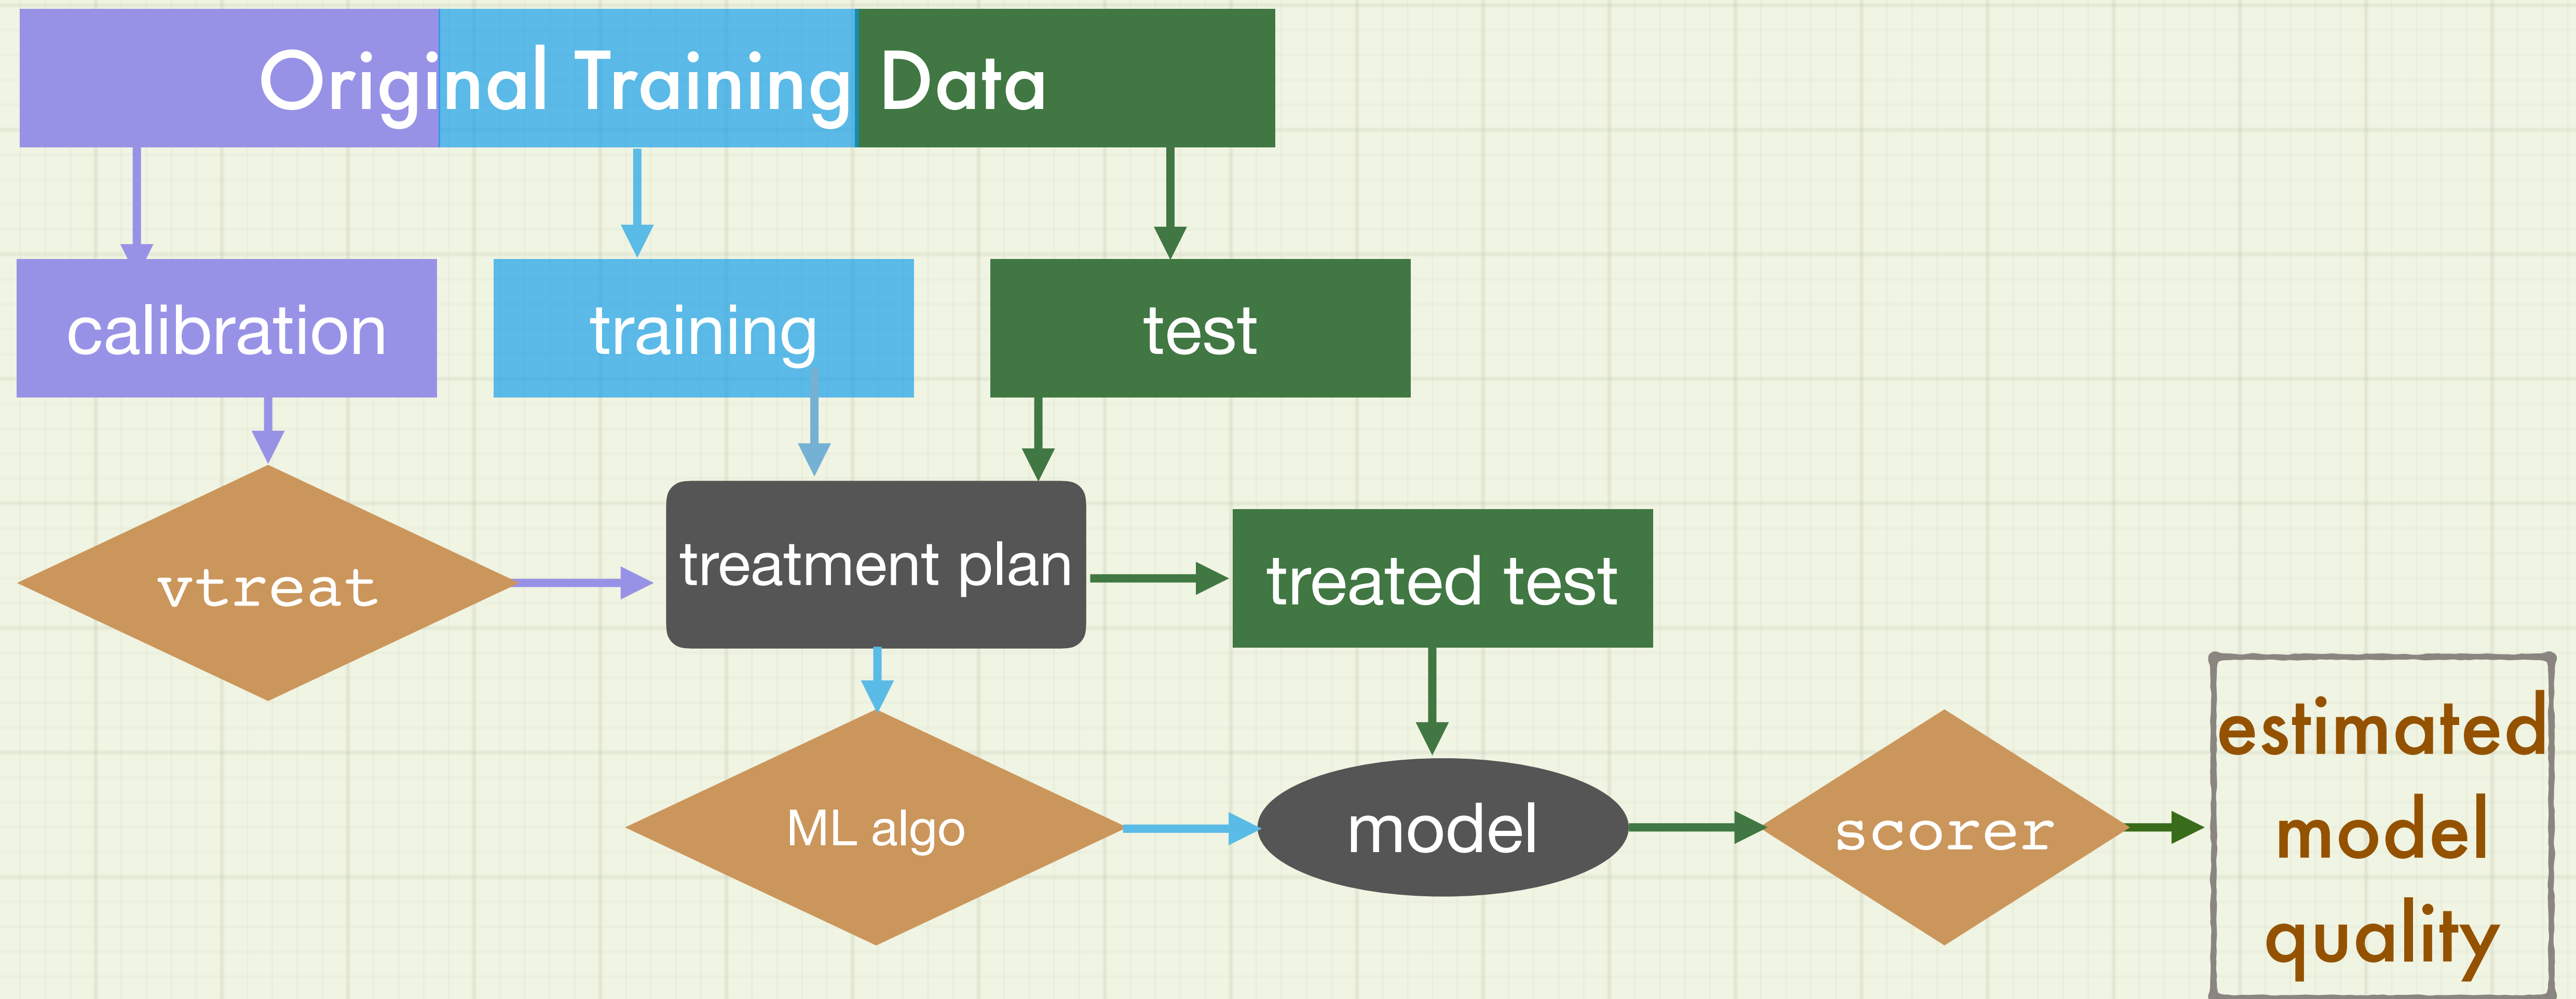 Original Training Data
calibration
training
test
vtreat
treatment plan
treated test
ML algo
model
scorer
estimated
model
quality